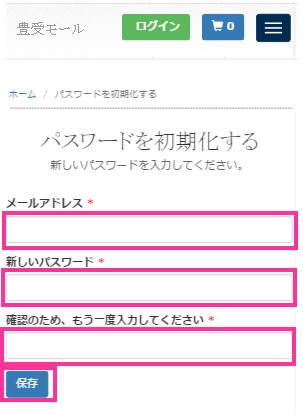 豊受モール
ログイン
0
ホーム / パスワードを初期化する
パスワードを初期化する
新しいパスワードを入力してください。
メールアドレス *
新しいパスワード *
確認のため、もう一度入力してください *
保存